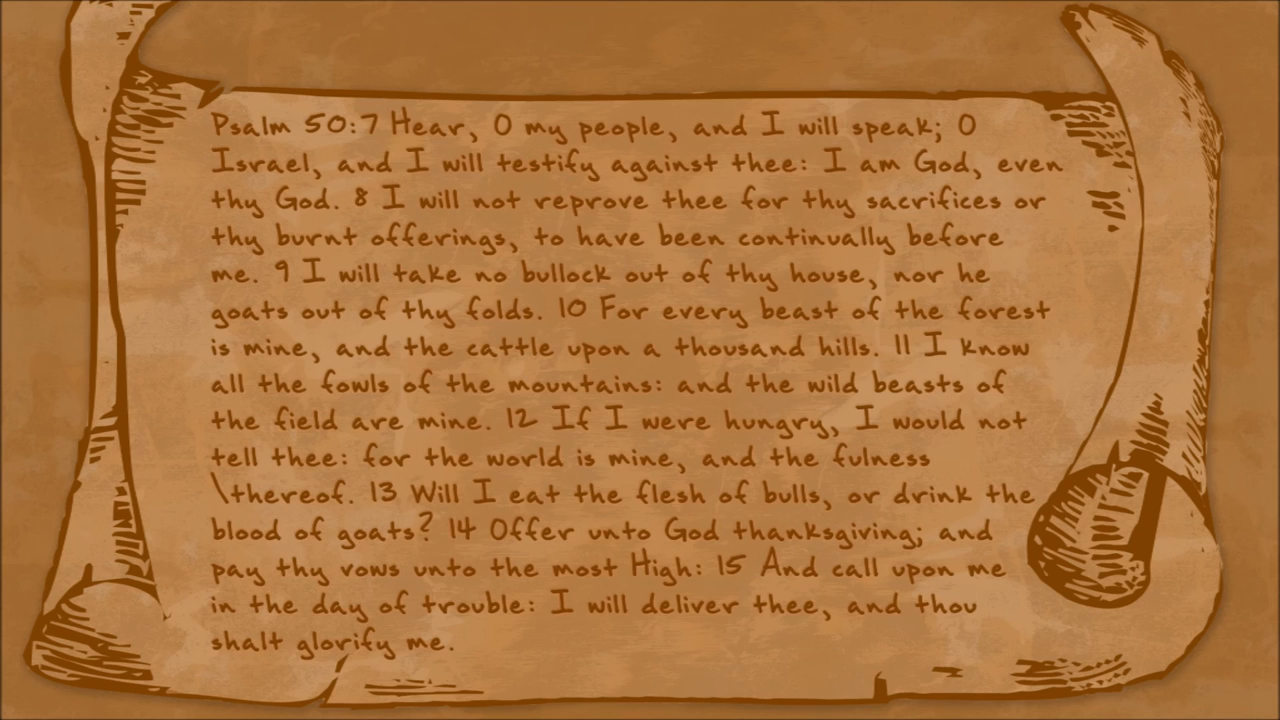 Psalm 50:7 Hear, O my people, and I will speak; O
Israel, and I will testify against thee: I am God, even
thy God. 8 I will not reprove thee for thy sacrifices or
thy burnt offerings, to have been continually before
me. 9 I will take no bullock out of thy house, nor he
goats out of thy folds. 10 For every beast of the forest
is mine, and the cattle upon a thousand hills. 11 I know
all the fowls of the mountains: and the wild beasts of
the field are mine. 12 If I were hungry, I would not
tell thee: for the world is mine, and the fulness
\thereof. 13 Will I eat the flesh of bulls, or drink the
blood of goats? 14 Offer unto God thanksgiving; and
pay thy vows unto the most High: 15 And call upon me
in the day of trouble: I will deliver thee, and thou
shalt glorify me.